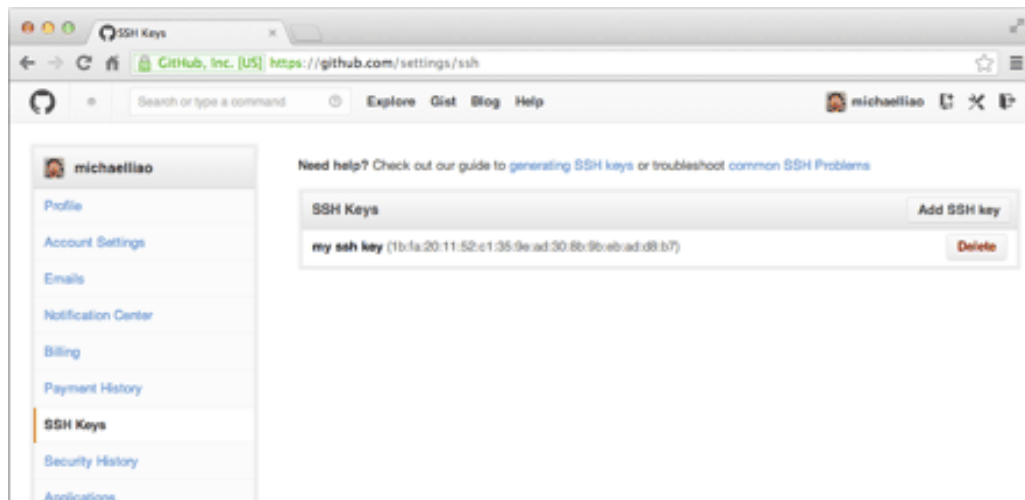 SSH Keys
GitHub, Inc. [US] https://github.com/settings/ssh
Search or type a command Explore Gist Blog Help michaelliao
michaelliao
Need help? Check out our guide to generating SSH keys or troubleshoot common SSH Problems
Profile
SSH Keys Add SSH key
Account Settings
my ssh key (1b:fa:20:11:52:c1:35:9e:ad:30:8b:9b:eb:ad:d8:b7) Delete
Emails
Notification Center
Billing
Payment History
SSH Keys
Security History
Applications